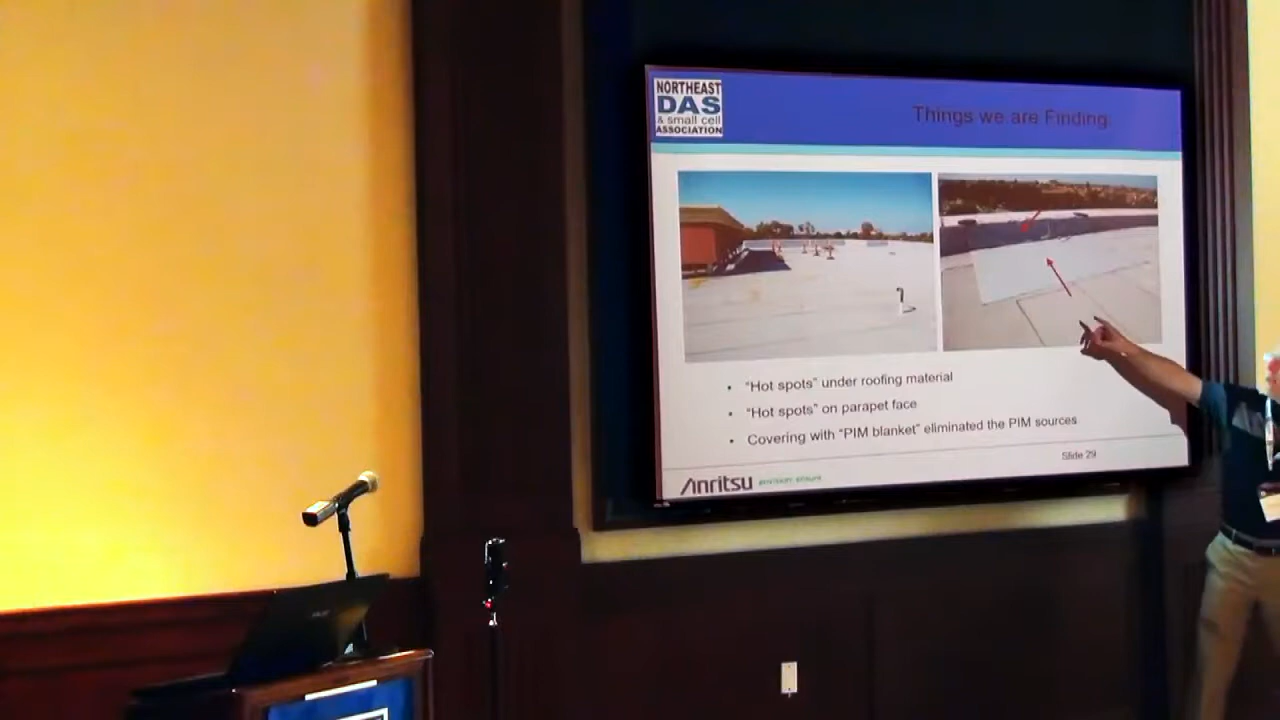 NORTHEAST
DAS
& small cell
ASSOCIATION
Things we are Finding:
• "Hot spots" under roofing material
• "Hot spots" on parapet face
• Covering with "PIM blanket" eliminated the PIM sources
Slide 29
Anritsu